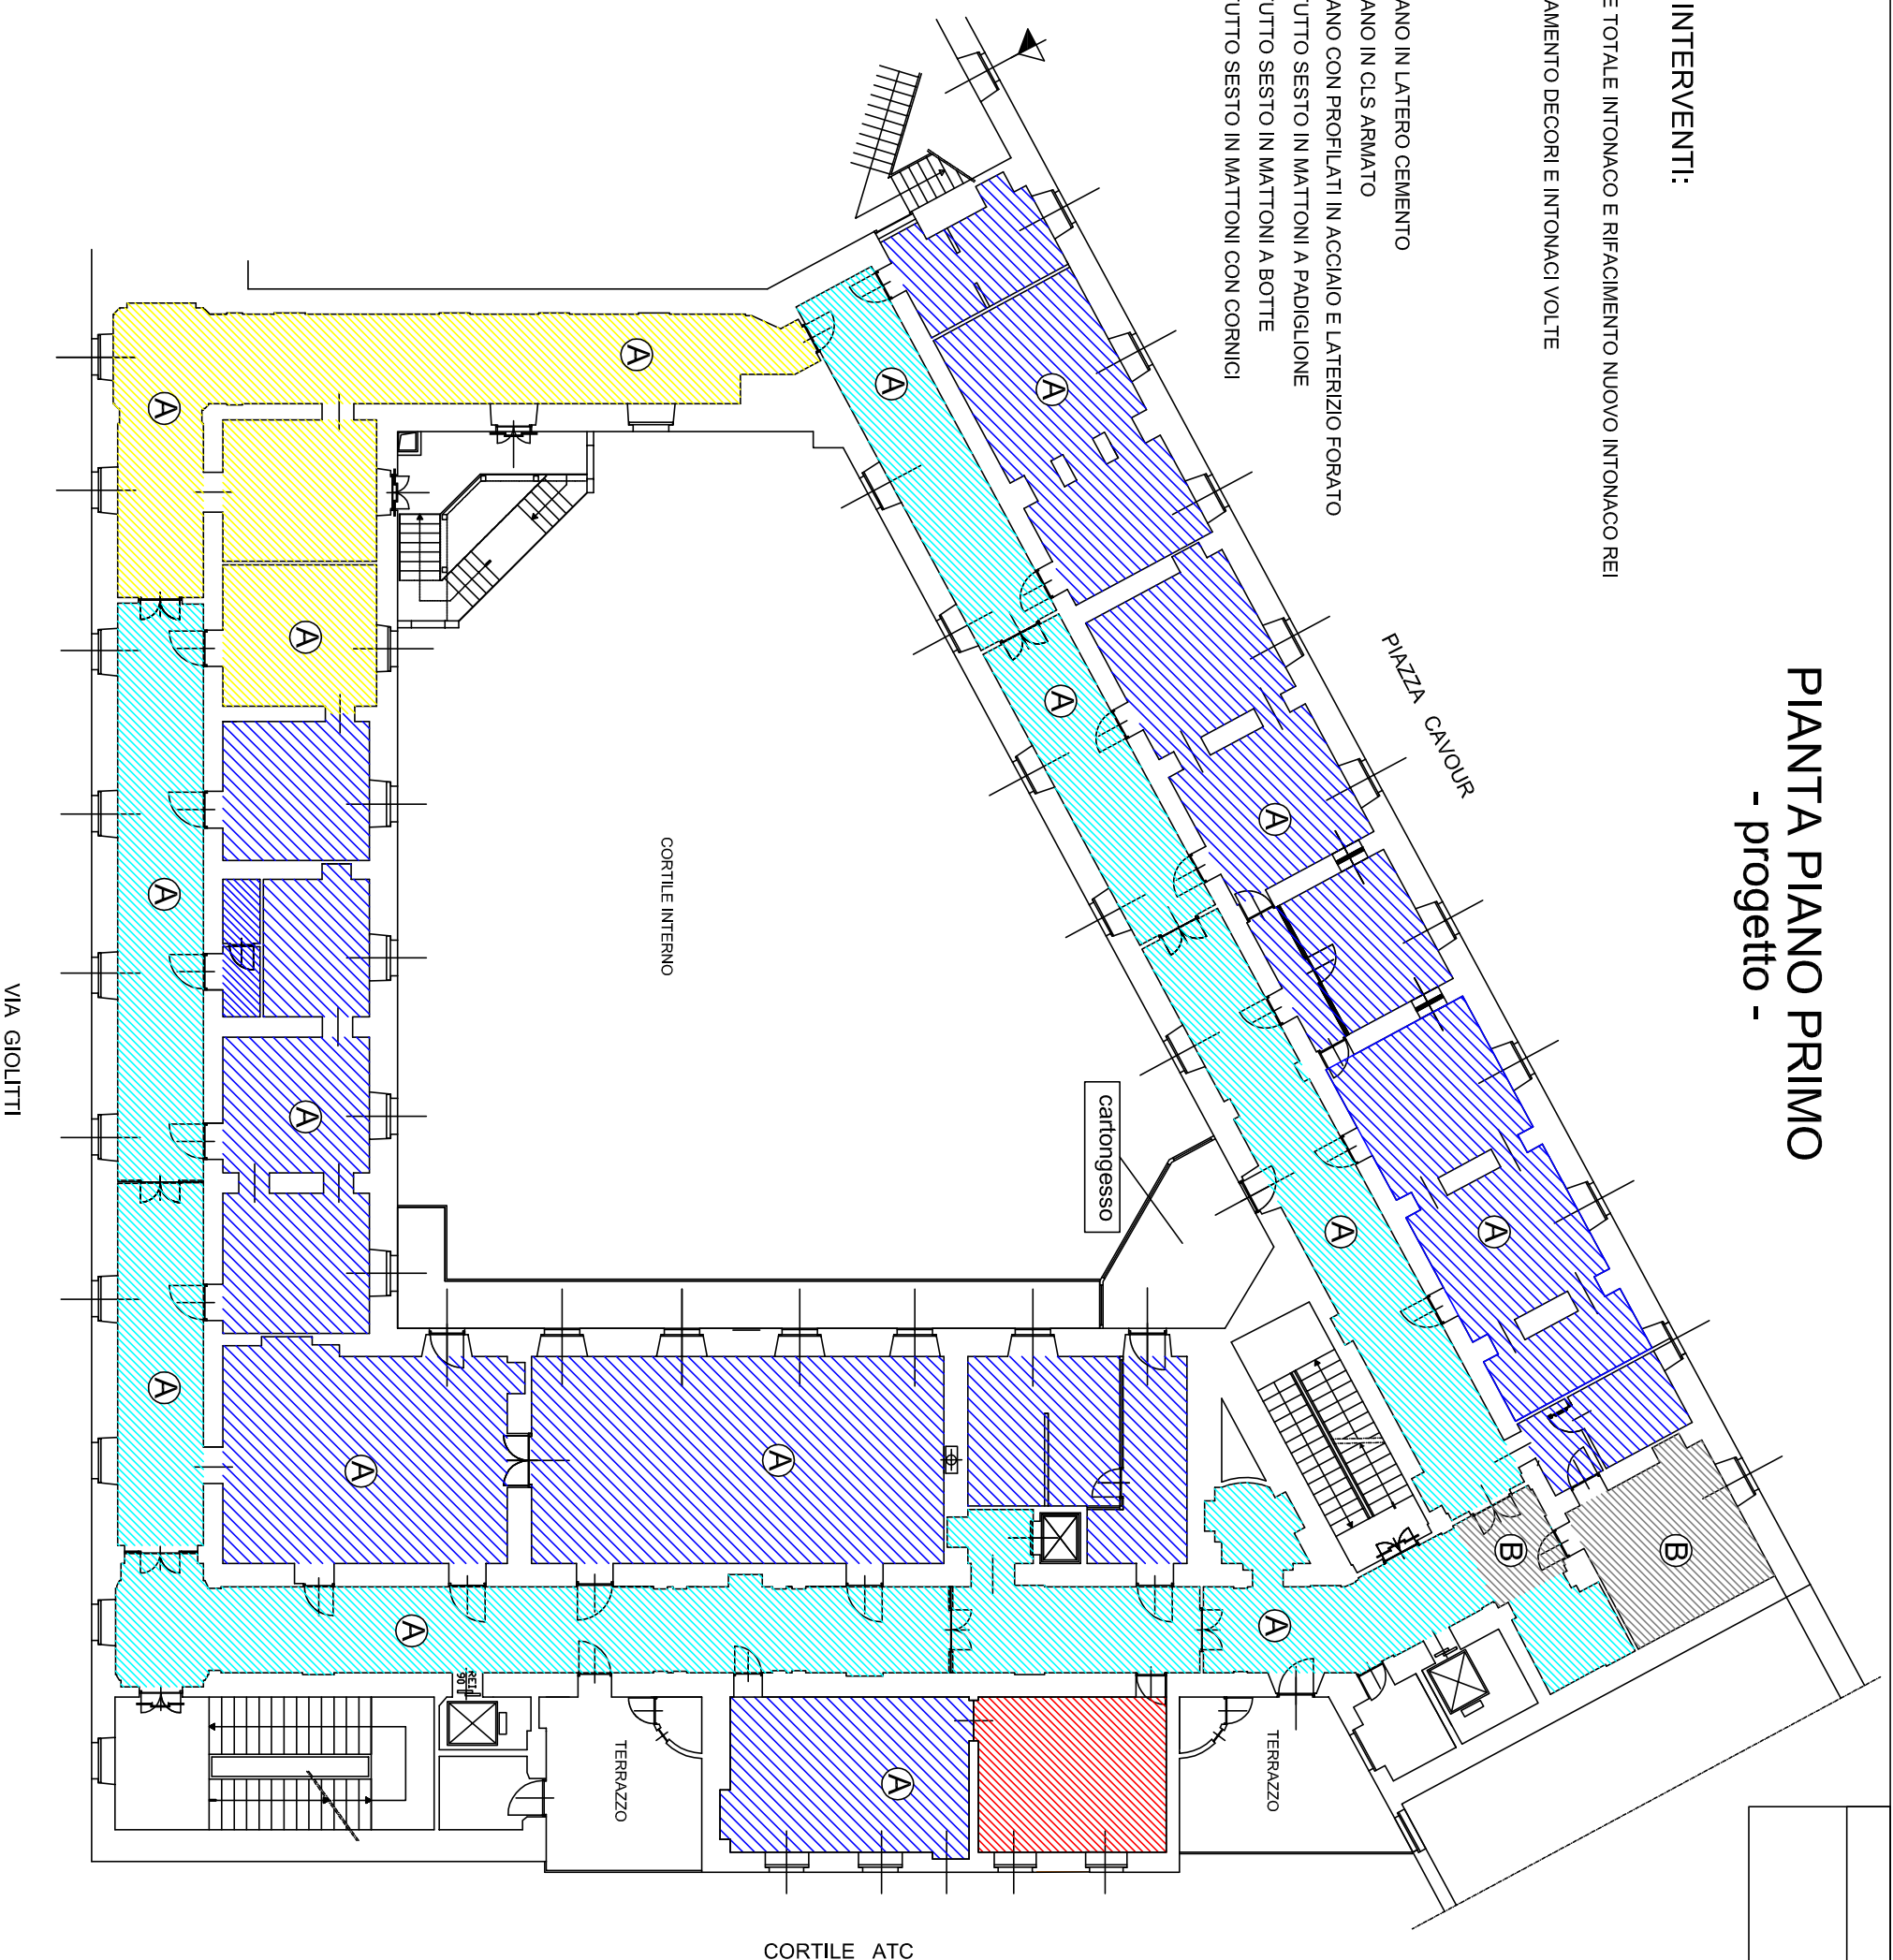 PIANTA PIANO PRIMO
- progetto -
INTERVENTI:
E TOTALE INTONACO E RIFACIMENTO NUOVO INTONACO REI
AMENTO DECORI E INTONACI VOLTE
ANO IN LATERO CEMENTO
ANO IN CLS ARMATO
ANO CON PROFILATI IN ACCIAIO E LATERIZIO FORATO
UTTO SESTO IN MATTONI A PADIGLIONE
UTTO SESTO IN MATTONI A BOTTE
UTTO SESTO IN MATTONI CON CORNICI
PIAZZA CAVOUR
A
A
A
A
A
A
A
B
B
A
A
A
A
A
A
A
A
A
A
A
A
CORTILE INTERNO
cartongesso
REI
90
TERRAZZO
TERRAZZO
VIA GIOLITTI
CORTILE ATC